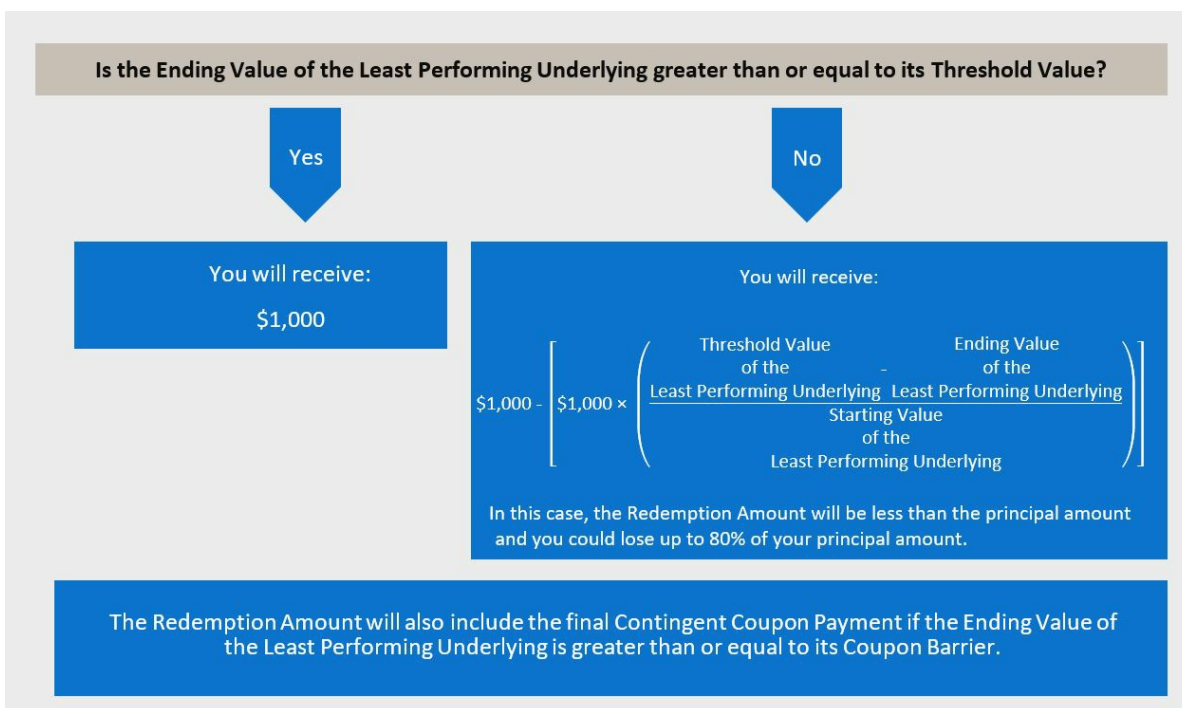 Is the Ending Value of the Least Performing Underlying greater than or equal to its Threshold Value?
Yes
No
You will receive:
$1,000
You will receive:
Threshold Value Ending Value
of the - of the
$1,000 - [$1,000 × ( Least Performing Underlying Least Performing Underlying )]
Starting Value
of the
Least Performing Underlying
In this case, the Redemption Amount will be less than the principal amount
and you could lose up to 80% of your principal amount.
The Redemption Amount will also include the final Contingent Coupon Payment if the Ending Value of
the Least Performing Underlying is greater than or equal to its Coupon Barrier.